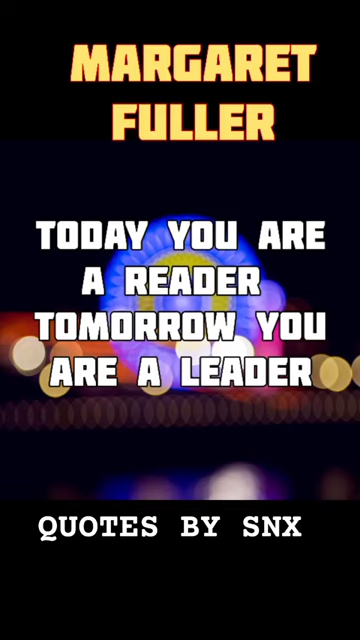 MARGARET
FULLER
TODAY YOU ARE
A READER
TOMORROW YOU
ARE A LEADER
QUOTES BY SNX